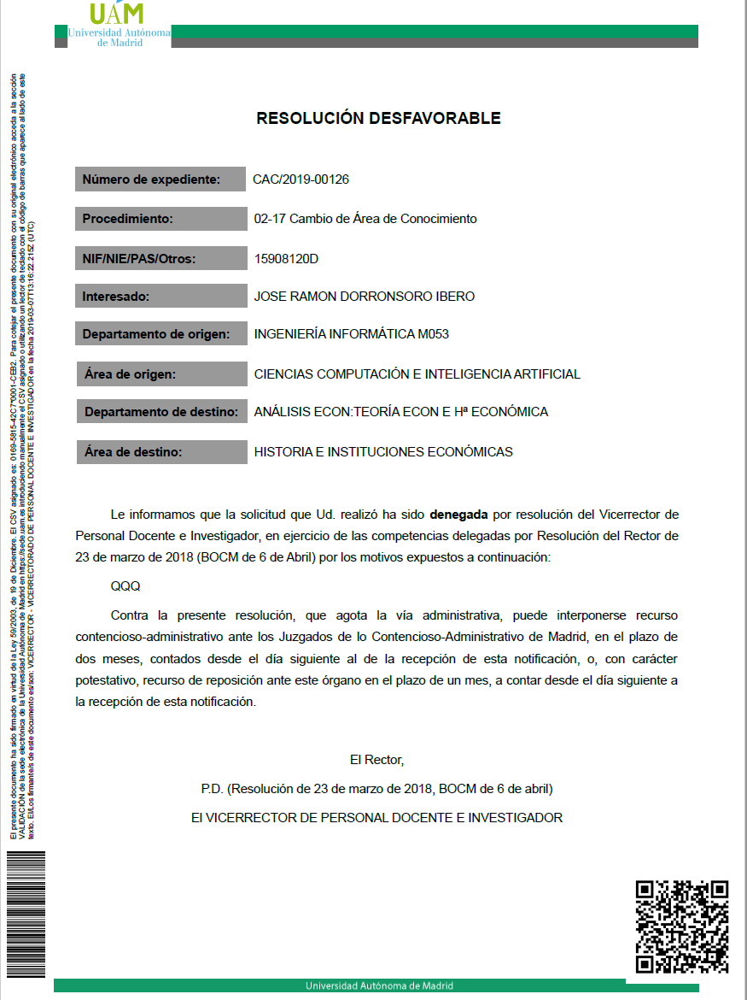 UAM
Universidad Autónoma
de Madrid
RESOLUCIÓN DESFAVORABLE
Número de expediente: CAC/2019-00126
Procedimiento: 02-17 Cambio de Área de Conocimiento
NIF/NIE/PAS/Otros: 15908120D
Interesado: JOSE RAMON DORRONSORO IBERO
Departamento de origen: INGENIERÍA INFORMÁTICA M053
Área de origen: CIENCIAS COMPUTACIÓN E INTELIGENCIA ARTIFICIAL
Departamento de destino: ANÁLISIS ECON:TEORÍA ECON E Hª ECONÓMICA
Área de destino: HISTORIA E INSTITUCIONES ECONÓMICAS
Le informamos que la solicitud que Ud. realizó ha sido denegada por resolución del Vicerrector de
Personal Docente e Investigador, en ejercicio de las competencias delegadas por Resolución del Rector de
23 de marzo de 2018 (BOCM de 6 de Abril) por los motivos expuestos a continuación:
QQQ
Contra la presente resolución, que agota la vía administrativa, puede interponerse recurso
contencioso-administrativo ante los Juzgados de lo Contencioso-Administrativo de Madrid, en el plazo de
dos meses, contados desde el día siguiente al de la recepción de esta notificación, o, con carácter
potestativo, recurso de reposición ante este órgano en el plazo de un mes, a contar desde el día siguiente a
la recepción de esta notificación.
El Rector,
P.D. (Resolución de 23 de marzo de 2018, BOCM de 6 de abril)
El VICERRECTOR DE PERSONAL DOCENTE E INVESTIGADOR
El presente documento ha sido firmado en virtud de la Ley 59/2003, de 19 de Diciembre. El CSV asignado es: 0169-5815-42C7*0001-CEB2. Para cotejar el presente documento con su original electrónico acceda a la sección
VALIDACIÓN de la sede electrónica de la Universidad Autónoma de Madrid en https://sede.uam.es introduciendo manualmente el CSV asignado o utilizando un lector de teclado con el código de barras que aparece al lado de este
texto. El/Los firmante/s de este documento es/son: VICERRECTOR - VICERRECTORADO DE PERSONAL DOCENTE E INVESTIGADOR en la fecha 2019-03-07T13:16:22.215Z (UTC)
Universidad Autónoma de Madrid